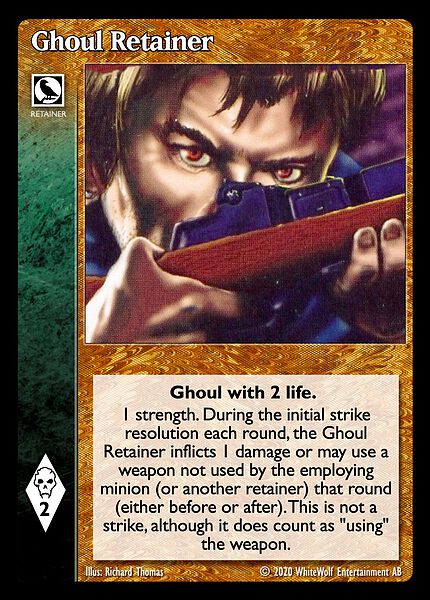 Ghoul Retainer
RETAINER
Ghoul with 2 life.
1 strength. During the initial strike
resolution each round, the Ghoul
Retainer inflicts 1 damage or may use a
weapon not used by the employing
minion (or another retainer) that round
(either before or after). This is not a
strike, although it does count as "using"
the weapon.
2
Illus: Richard Thomas
© 2020 WhiteWolf Entertainment AB